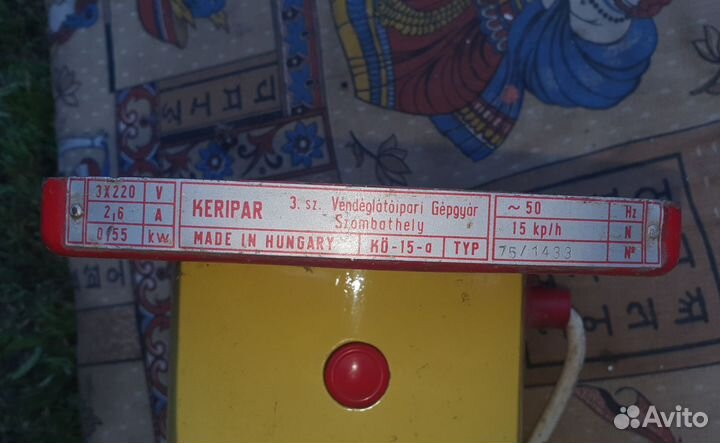 3X220 V
2,6 A
0,55 kW
KERIPAR 3. sz. Vendéglátóipari Gépgyár
Szombathely
MADE IN HUNGARY KÖ-15-a TYP
~ 50 Hz
15 kp/h N
75/1433 Nº
Avito